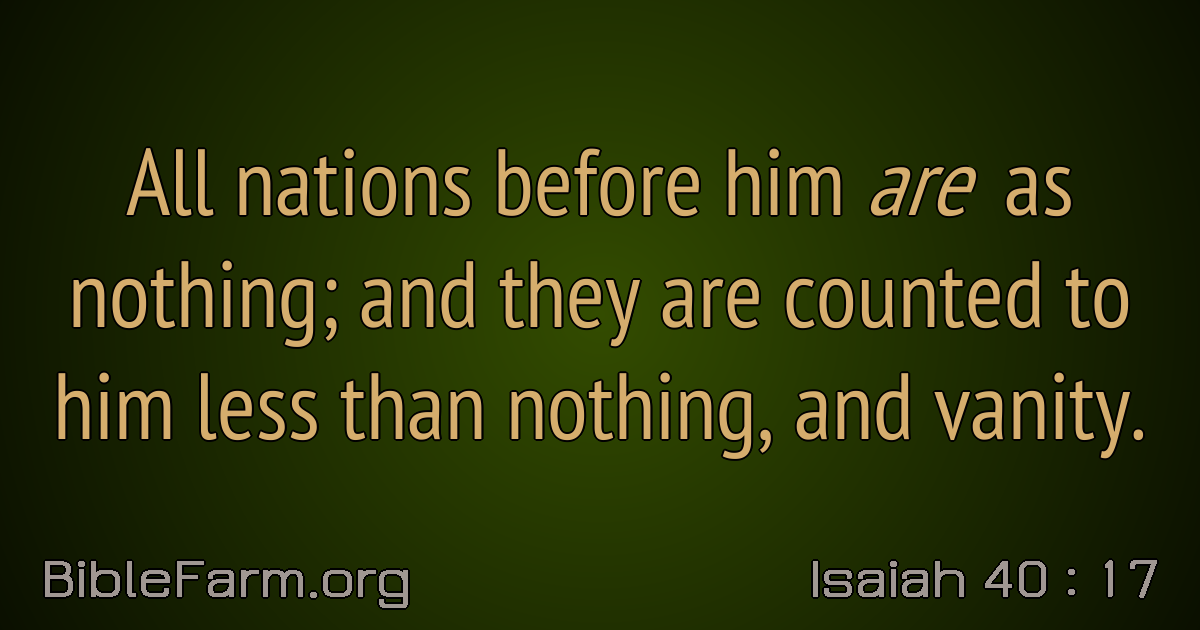 All nations before him are as
nothing; and they are counted to
him less than nothing, and vanity.
BibleFarm.org
Isaiah 40 : 17